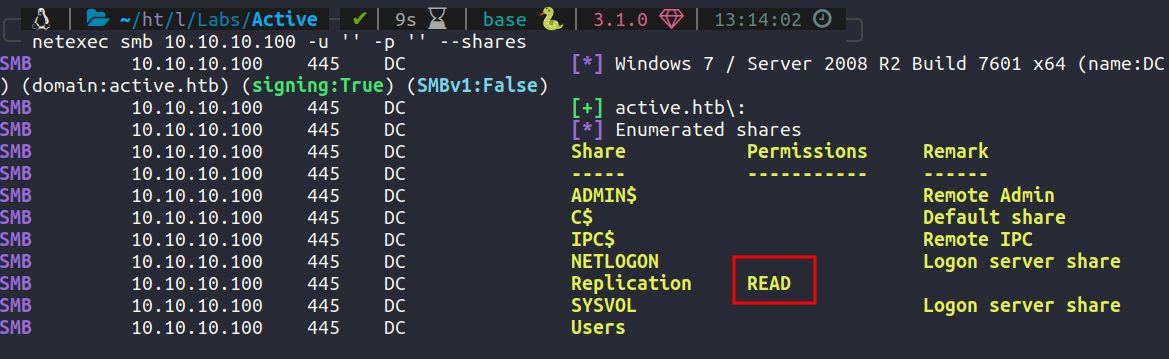 ~/ht/l/Labs/Active ✔ 9s base 3.1.0 13:14:02
netexec smb 10.10.10.100 -u '' -p '' --shares
SMB 10.10.10.100 445 DC [*] Windows 7 / Server 2008 R2 Build 7601 x64 (name:DC
) (domain:active.htb) (signing:True) (SMBv1:False)
SMB 10.10.10.100 445 DC [+] active.htb\:
SMB 10.10.10.100 445 DC [*] Enumerated shares
SMB 10.10.10.100 445 DC Share Permissions Remark
SMB 10.10.10.100 445 DC ----- ----------- ------
SMB 10.10.10.100 445 DC ADMIN$ Remote Admin
SMB 10.10.10.100 445 DC C$ Default share
SMB 10.10.10.100 445 DC IPC$ Remote IPC
SMB 10.10.10.100 445 DC NETLOGON Logon server share
SMB 10.10.10.100 445 DC Replication READ
SMB 10.10.10.100 445 DC SYSVOL Logon server share
SMB 10.10.10.100 445 DC Users